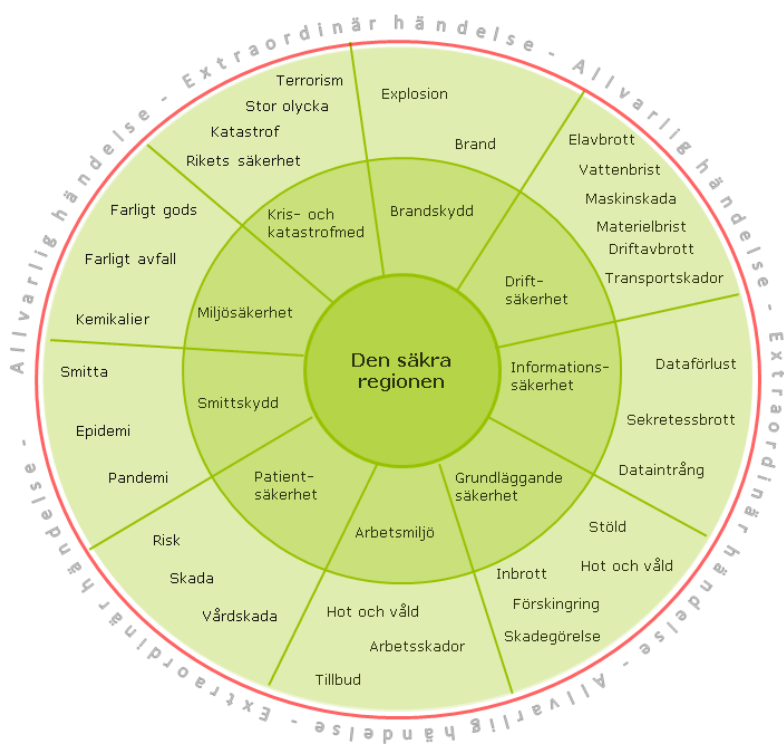 Allvarlig händelse - Extraordinär händelse - Allvarlig händelse - Extraordinär händelse - Allvarlig händelse - Extraordinär händelse -
Den säkra
regionen
Brandskydd
Explosion
Brand
Drift-
säkerhet
Elavbrott
Vattenbrist
Maskinskada
Materielbrist
Driftavbrott
Transportskador
Informations-
säkerhet
Dataförlust
Sekretessbrott
Dataintrång
Grundläggande
säkerhet
Stöld
Hot och våld
Inbrott
Förskingring
Skadegörelse
Arbetsmiljö
Hot och våld
Arbetsskador
Tillbud
Patient-
säkerhet
Risk
Skada
Vårdskada
Smittskydd
Smitta
Epidemi
Pandemi
Miljösäkerhet
Farligt gods
Farligt avfall
Kemikalier
Kris- och
katastrofmed
Terrorism
Stor olycka
Katastrof
Rikets säkerhet